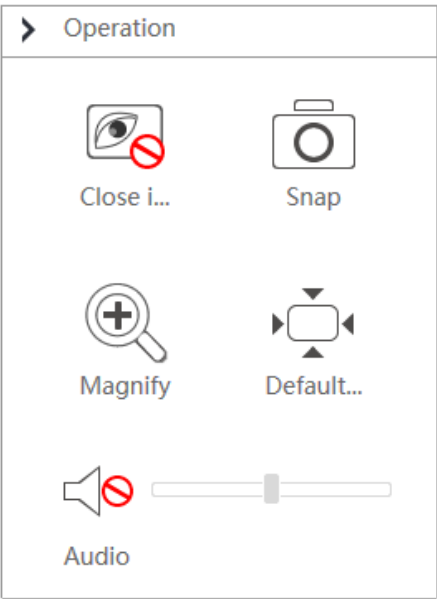 Operation
Close i...
Snap
Magnify
Default...
Audio